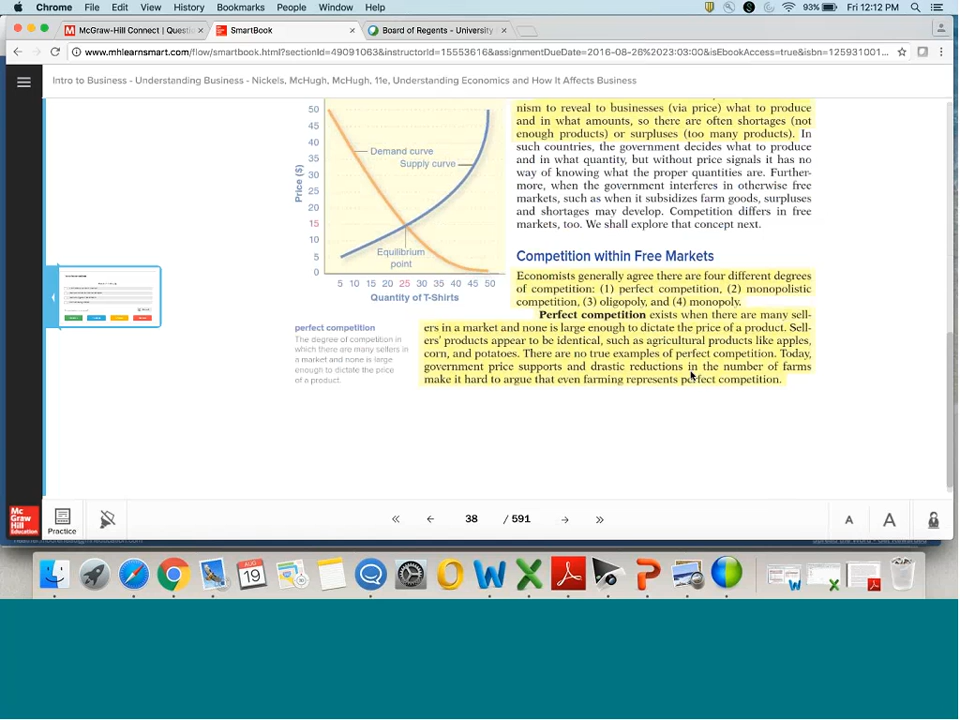 Chrome File Edit View History Bookmarks People Window Help 93% Fri 12:12 PM
McGraw-Hill Connect | Questio
SmartBook
Board of Regents - University
www.mhlearnsmart.com/flow/smartbook.html?sectionId=49091063&instructorId=15553616&assignmentDueDate=2016-08-26%2023:03:00&isEbookAccess=true&isbn=125931001...
Intro to Business - Understanding Business - Nickels, McHugh, McHugh, 11e, Understanding Economics and How It Affects Business
50
45
40
35
30
25
20
15
10
5
0
Price ($)
Demand curve
Supply curve
Equilibrium
point
5 10 15 20 25 30 35 40 45 50
Quantity of T-Shirts
nism to reveal to businesses (via price) what to produce
and in what amounts, so there are often shortages (not
enough products) or surpluses (too many products). In
such countries, the government decides what to produce
and in what quantity, but without price signals it has no
way of knowing what the proper quantities are. Further-
more, when the government interferes in otherwise free
markets, such as when it subsidizes farm goods, surpluses
and shortages may develop. Competition differs in free
markets, too. We shall explore that concept next.
Competition within Free Markets
Economists generally agree there are four different degrees
of competition: (1) perfect competition, (2) monopolistic
competition, (3) oligopoly, and (4) monopoly.
Perfect competition exists when there are many sell-
ers in a market and none is large enough to dictate the price of a product. Sell-
ers' products appear to be identical, such as agricultural products like apples,
corn, and potatoes. There are no true examples of perfect competition. Today,
government price supports and drastic reductions in the number of farms
make it hard to argue that even farming represents perfect competition.
perfect competition
The degree of competition in
which there are many sellers in
a market and none is large
enough to dictate the price
of a product.
Mc
Graw
Hill
Education
Practice
38 / 591
A A
AUG
19